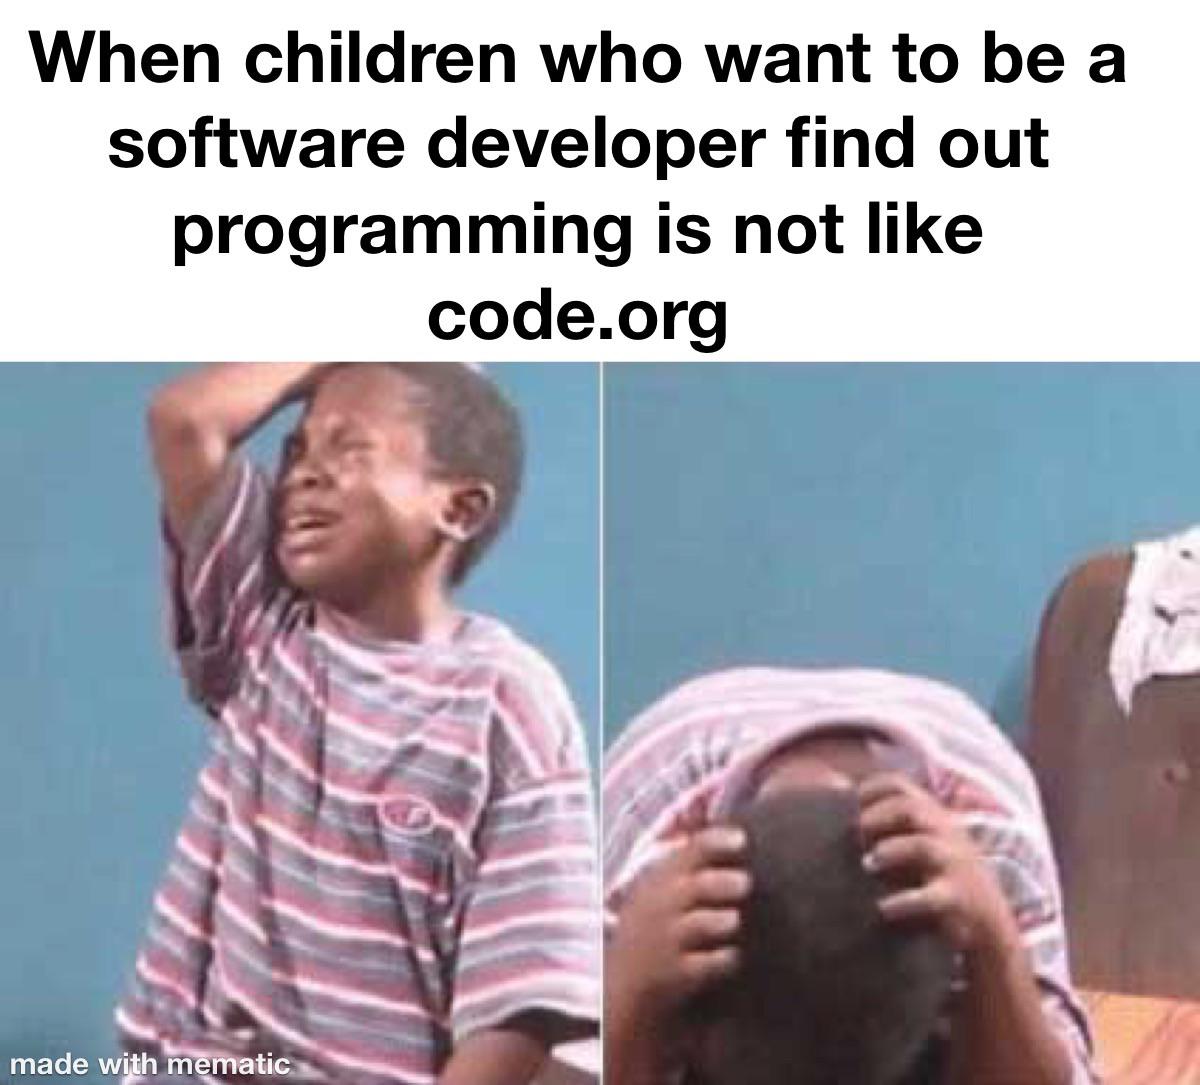 When children who want to be a
software developer find out
programming is not like
code.org
made with mematic